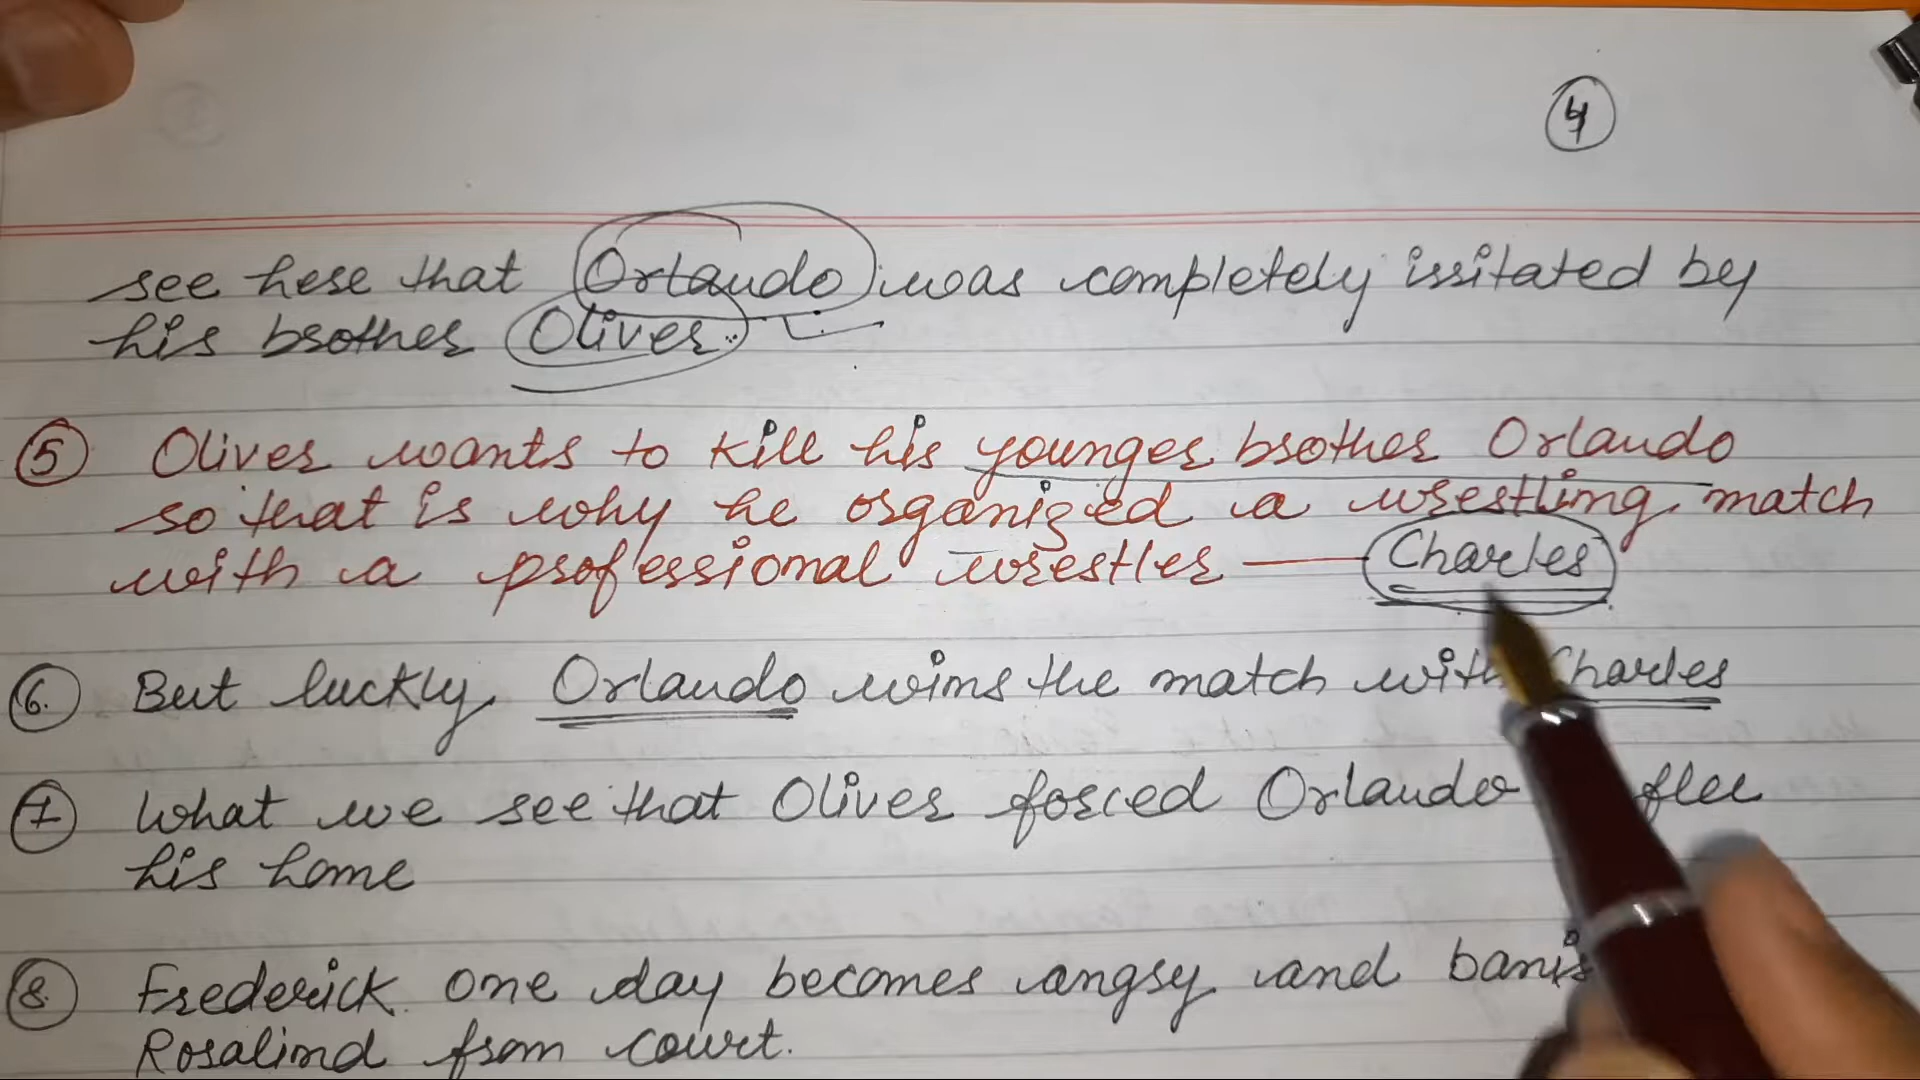 4
see here that Orlando was completely irritated by
his brother Oliver.
5 Oliver wants to kill his younger brother Orlando
so that is why he organized a wrestling match
with a professional wrestler — Charles
6. But luckly Orlando wins the match with Charles
7 What we see that Oliver forced Orlando flee
his home
8. Frederick one day becomes angry and
Rosalind from court.